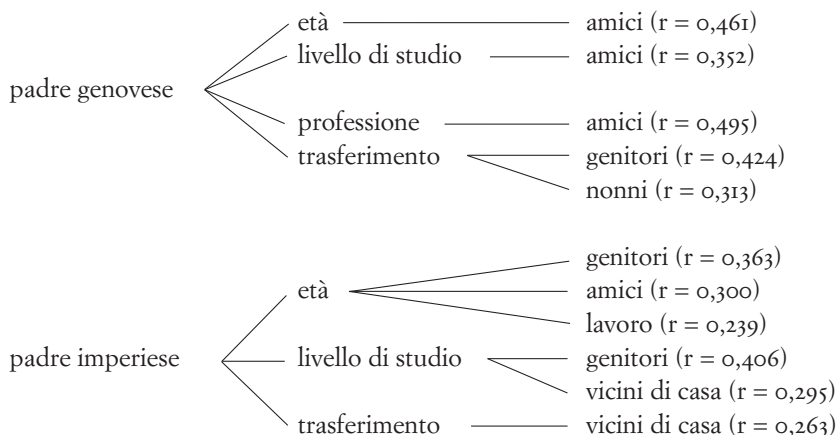 età amici (r = 0,461)
livello di studio amici (r = 0,352)
padre genovese
professione amici (r = 0,495)
trasferimento genitori (r = 0,424)
nonni (r = 0,313)
genitori (r = 0,363)
età amici (r = 0,300)
lavoro (r = 0,239)
padre imperiese livello di studio genitori (r = 0,406)
vicini di casa (r = 0,295)
trasferimento vicini di casa (r = 0,263)